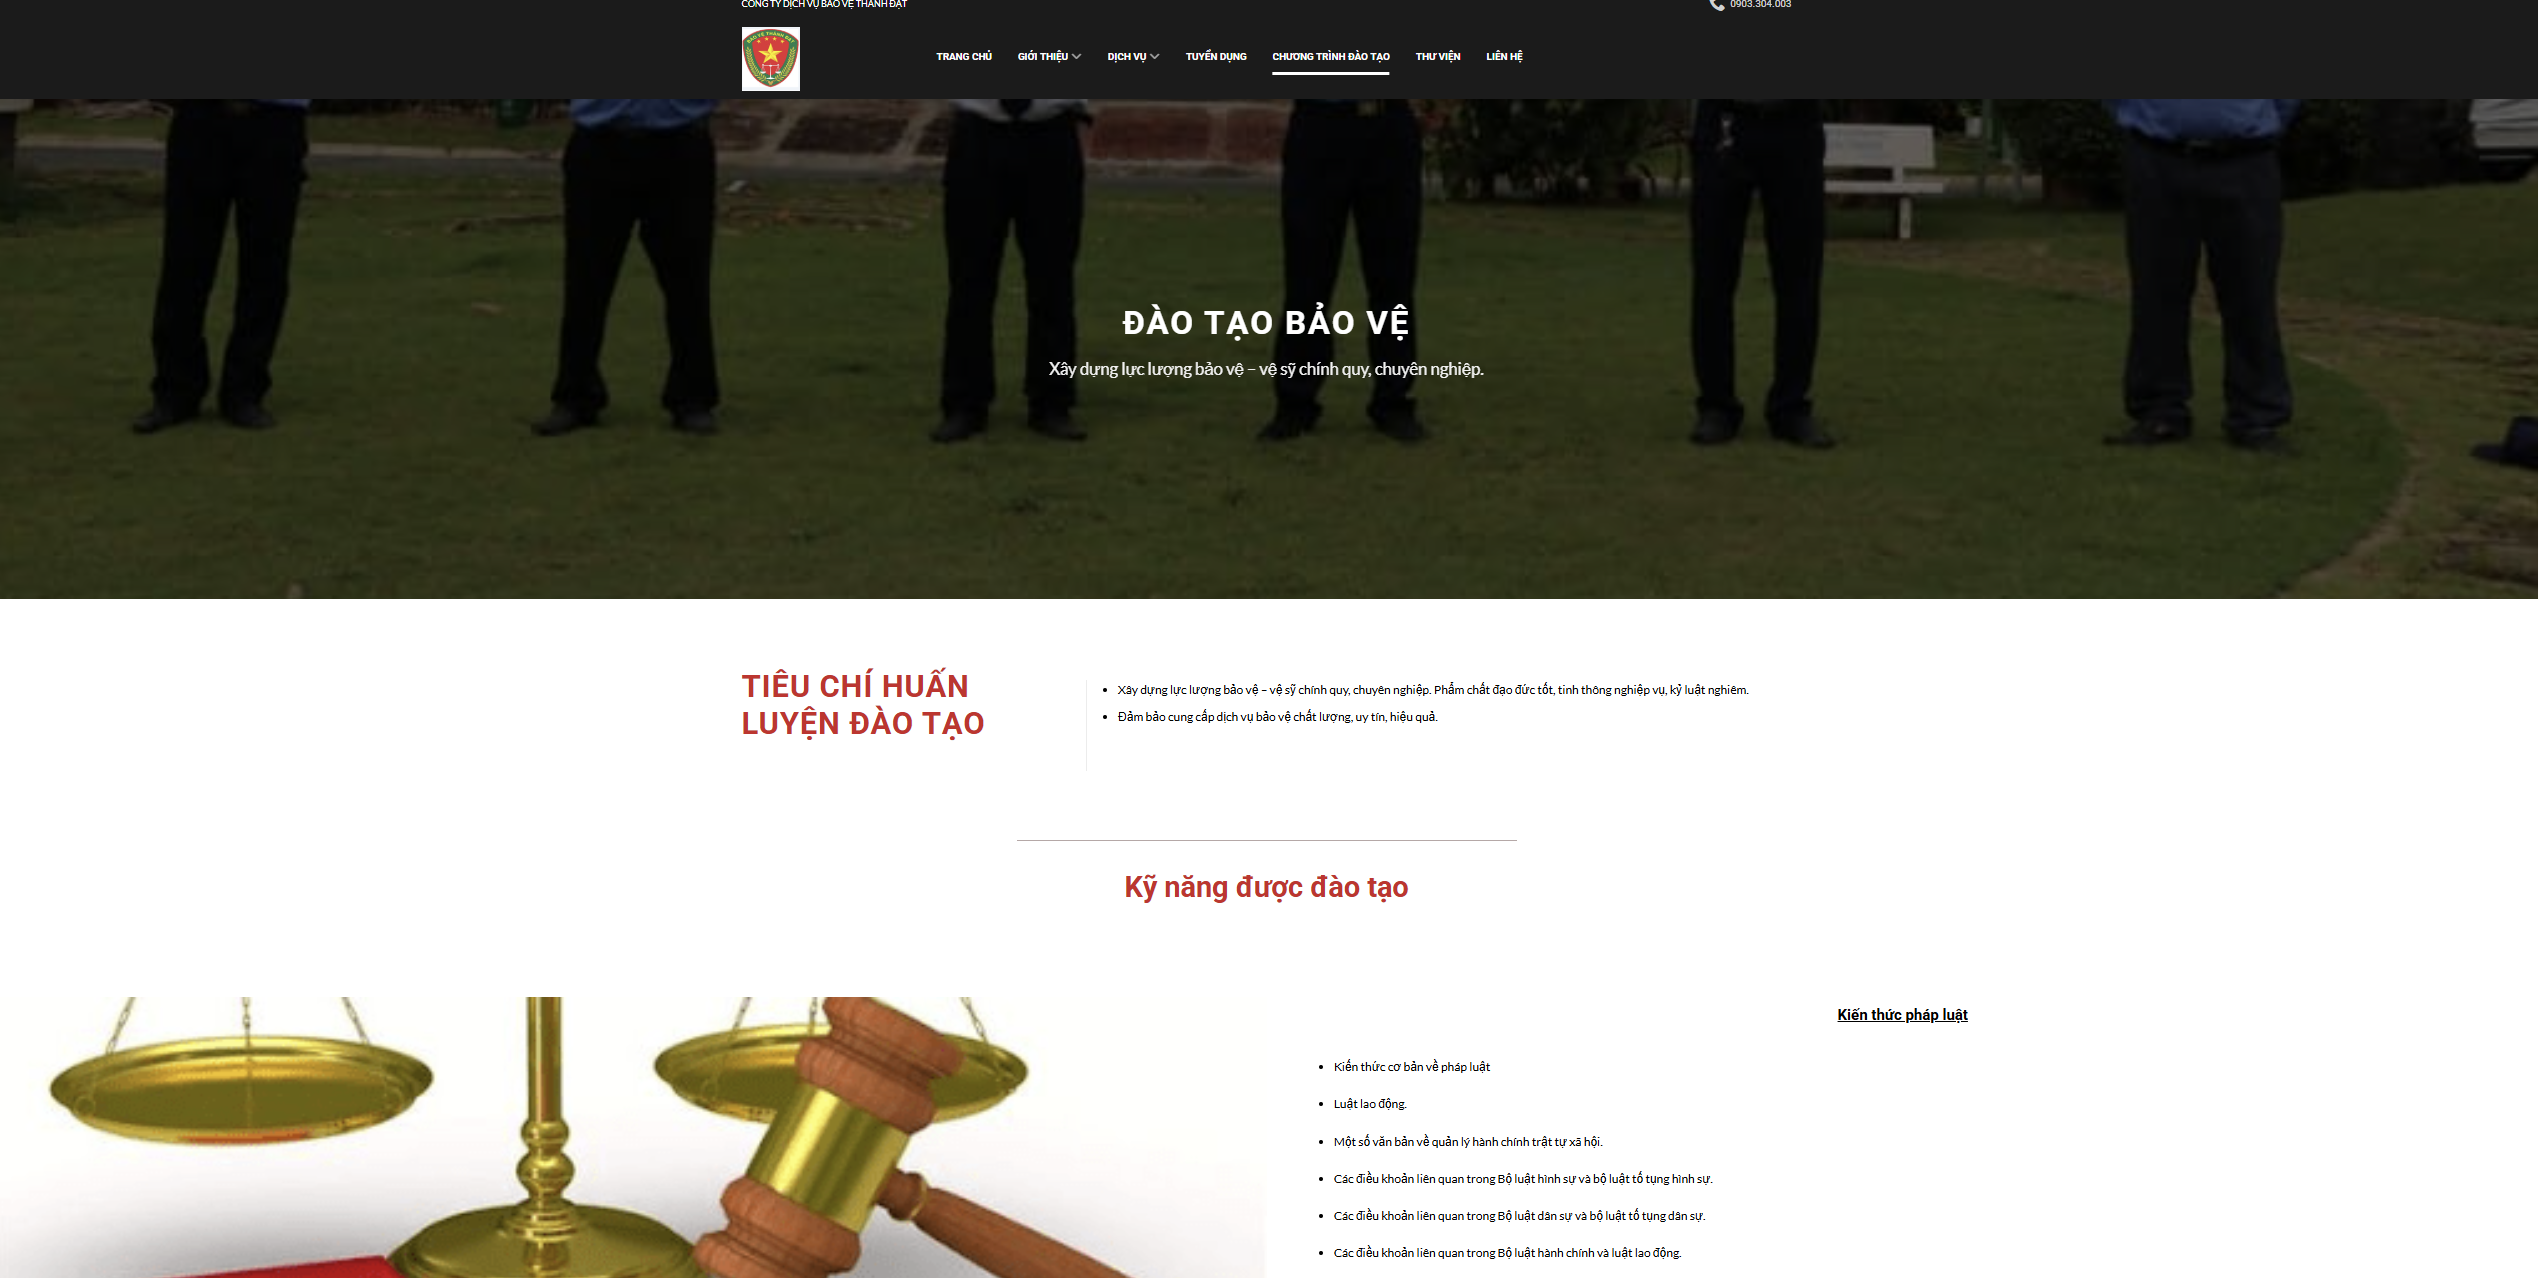 CÔNG TY DỊCH VỤ BẢO VỆ THÀNH ĐẠT
0903.304.003
BẢO VỆ THÀNH ĐẠT
TRANG CHỦ
GIỚI THIỆU
DỊCH VỤ
TUYỂN DỤNG
CHƯƠNG TRÌNH ĐÀO TẠO
THƯ VIỆN
LIÊN HỆ
ĐÀO TẠO BẢO VỆ
Xây dựng lực lượng bảo vệ – vệ sỹ chính quy, chuyên nghiệp.
TIÊU CHÍ HUẤN
LUYỆN ĐÀO TẠO
Xây dựng lực lượng bảo vệ – vệ sỹ chính quy, chuyên nghiệp. Phẩm chất đạo đức tốt, tinh thông nghiệp vụ, kỷ luật nghiêm.
Đảm bảo cung cấp dịch vụ bảo vệ chất lượng, uy tín, hiệu quả.
Kỹ năng được đào tạo
Kiến thức pháp luật
Kiến thức cơ bản về pháp luật
Luật lao động.
Một số văn bản về quản lý hành chính trật tự xã hội.
Các điều khoản liên quan trong Bộ luật hình sự và bộ luật tố tụng hình sự.
Các điều khoản liên quan trong Bộ luật dân sự và bộ luật tố tụng dân sự.
Các điều khoản liên quan trong Bộ luật hành chính và luật lao động.